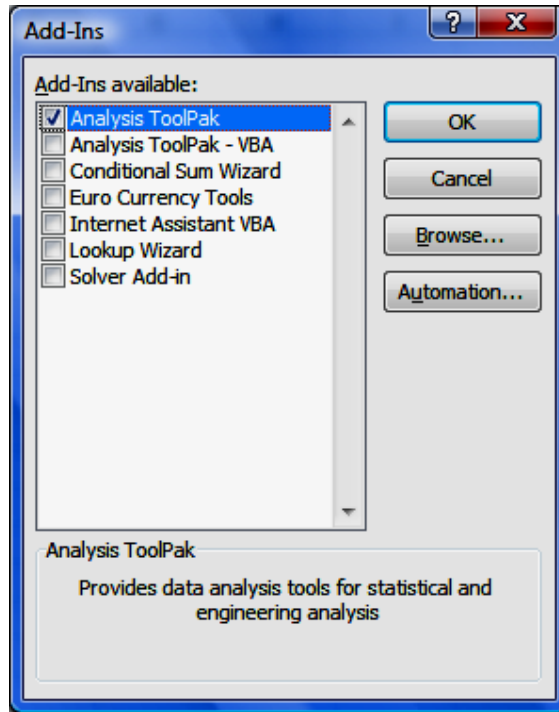 Add-Ins
?
X
Add-Ins available:
Analysis ToolPak
Analysis ToolPak - VBA
Conditional Sum Wizard
Euro Currency Tools
Internet Assistant VBA
Lookup Wizard
Solver Add-in
OK
Cancel
Browse...
Automation...
Analysis ToolPak
Provides data analysis tools for statistical and
engineering analysis